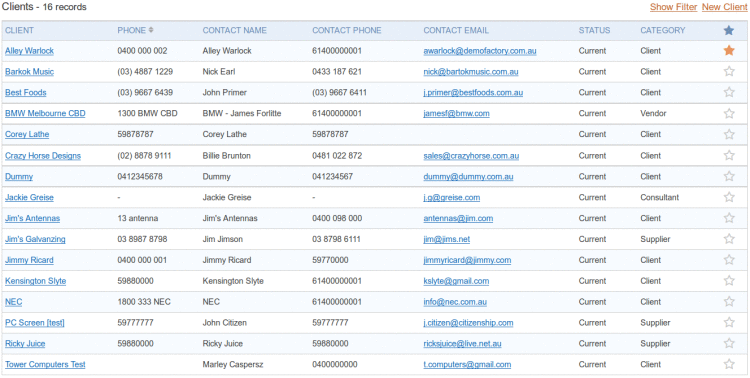 Clients - 16 records Show Filter New Client
CLIENT PHONE CONTACT NAME CONTACT PHONE CONTACT EMAIL STATUS CATEGORY
Alley Warlock 0400 000 002 Alley Warlock 61400000001 awarlock@demofactory.com.au Current Client
Barkok Music (03) 4887 1229 Nick Earl 0433 187 621 nick@bartokmusic.com.au Current Client
Best Foods (03) 9667 6439 John Primer (03) 9667 6411 j.primer@bestfoods.com.au Current Client
BMW Melbourne CBD 1300 BMW CBD BMW - James Forlitte 61400000001 jamesf@bmw.com Current Vendor
Corey Lathe 59878787 Corey Lathe 59878787 Current Client
Crazy Horse Designs (02) 8878 9111 Billie Brunton 0481 022 872 sales@crazyhorse.com.au Current Client
Dummy 0412345678 Dummy 041234567 dummy@dummy.com.au Current Client
Jackie Greise - Jackie Greise - j.g@greise.com Current Consultant
Jim's Antennas 13 antenna Jim's Antennas 0400 098 000 antennas@jim.com Current Client
Jim's Galvanzing 03 8987 8798 Jim Jimson 03 8798 6111 jim@jims.net Current Supplier
Jimmy Ricard 0400 000 001 Jimmy Ricard 59770000 jimmyricard@jimmy.com Current Client
Kensington Slyte 59880000 Kensington Slyte 61400000001 kslyte@gmail.com Current Client
NEC 1800 333 NEC NEC 61400000001 info@nec.com.au Current Client
PC Screen [test] 59777777 John Citizen 59777777 j.citizen@citizenship.com Current Supplier
Ricky Juice 59880000 Ricky Juice 59880000 ricksjuice@live.net.au Current Supplier
Tower Computers Test Marley Caspersz 0400000000 t.computers@gmail.com Current Client